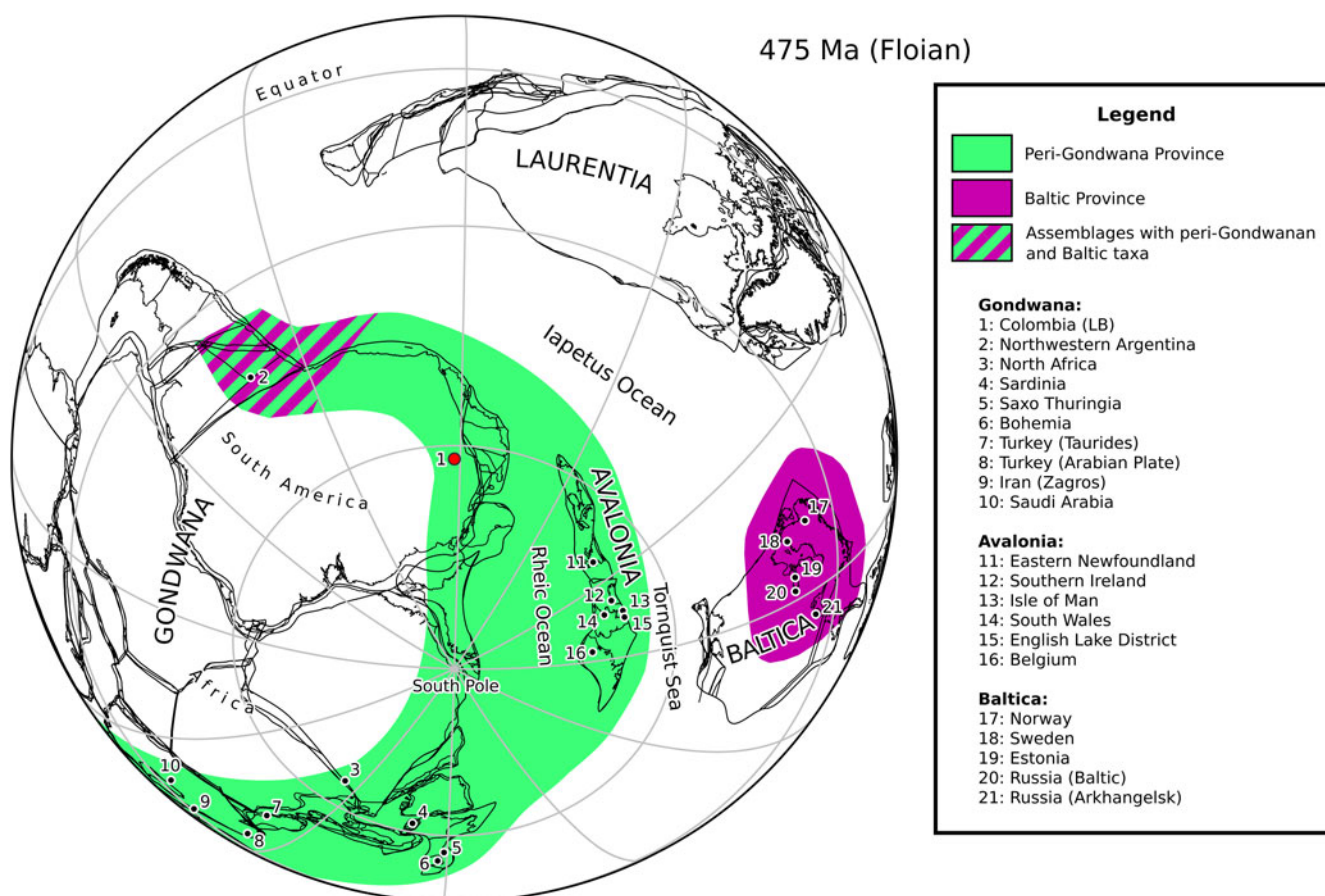 475 Ma (Floian)
Equator
LAURENTIA
Iapetus Ocean
2
South America
1
GONDWANA
AVALONIA
Rheic Ocean
11
12
13
14
15
16
Tornquist Sea
17
18
19
20
21
BALTICA
South Pole
Africa
3
10
9
7
8
4
5
6
Legend
Peri-Gondwana Province
Baltic Province
Assemblages with peri-Gondwanan
and Baltic taxa
Gondwana:
1: Colombia (LB)
2: Northwestern Argentina
3: North Africa
4: Sardinia
5: Saxo Thuringia
6: Bohemia
7: Turkey (Taurides)
8: Turkey (Arabian Plate)
9: Iran (Zagros)
10: Saudi Arabia
Avalonia:
11: Eastern Newfoundland
12: Southern Ireland
13: Isle of Man
14: South Wales
15: English Lake District
16: Belgium
Baltica:
17: Norway
18: Sweden
19: Estonia
20: Russia (Baltic)
21: Russia (Arkhangelsk)